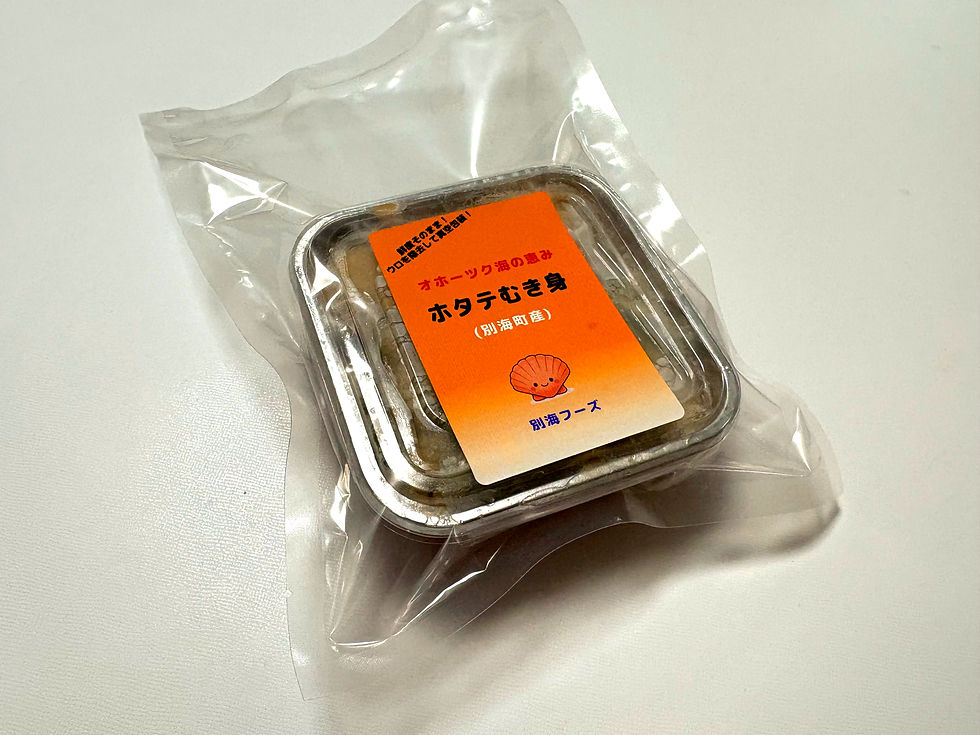 鮮度そのまま!
ウロを除去して真空包装!
オホーツク海の恵み
ホタテむき身
(別海町産)
別海フーズ